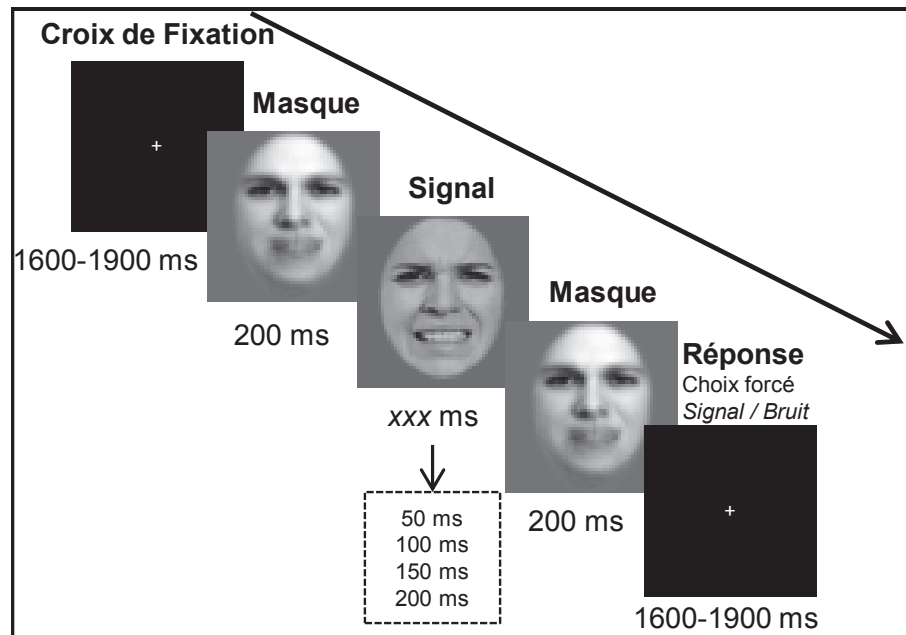 Croix de Fixation
1600-1900 ms
Masque
200 ms
Signal
xxx ms
50 ms
100 ms
150 ms
200 ms
Masque
200 ms
Réponse
Choix forcé
Signal / Bruit
1600-1900 ms